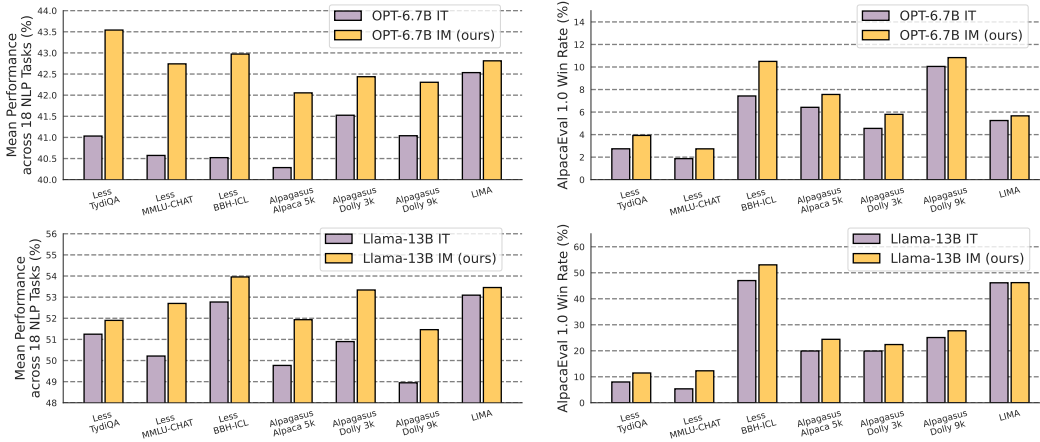 Mean Performance
across 18 NLP Tasks (%)
44.0
43.5
43.0
42.5
42.0
41.5
41.0
40.5
40.0
OPT-6.7B IT
OPT-6.7B IM (ours)
Less
TydiQA
Less
MMLU-CHAT
Less
BBH-ICL
Alpagasus
Alpaca 5k
Alpagasus
Dolly 3k
Alpagasus
Dolly 9k
LIMA
AlpacaEval 1.0 Win Rate (%)
14
12
10
8
6
4
2
0
OPT-6.7B IT
OPT-6.7B IM (ours)
Less
TydiQA
Less
MMLU-CHAT
Less
BBH-ICL
Alpagasus
Alpaca 5k
Alpagasus
Dolly 3k
Alpagasus
Dolly 9k
LIMA
Mean Performance
across 18 NLP Tasks (%)
56
55
54
53
52
51
50
49
48
Llama-13B IT
Llama-13B IM (ours)
Less
TydiQA
Less
MMLU-CHAT
Less
BBH-ICL
Alpagasus
Alpaca 5k
Alpagasus
Dolly 3k
Alpagasus
Dolly 9k
LIMA
AlpacaEval 1.0 Win Rate (%)
60
50
40
30
20
10
0
Llama-13B IT
Llama-13B IM (ours)
Less
TydiQA
Less
MMLU-CHAT
Less
BBH-ICL
Alpagasus
Alpaca 5k
Alpagasus
Dolly 3k
Alpagasus
Dolly 9k
LIMA